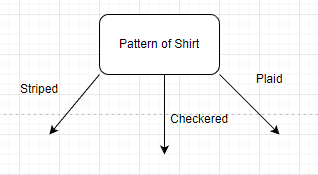 Pattern of Shirt
Striped
Checkered
Plaid